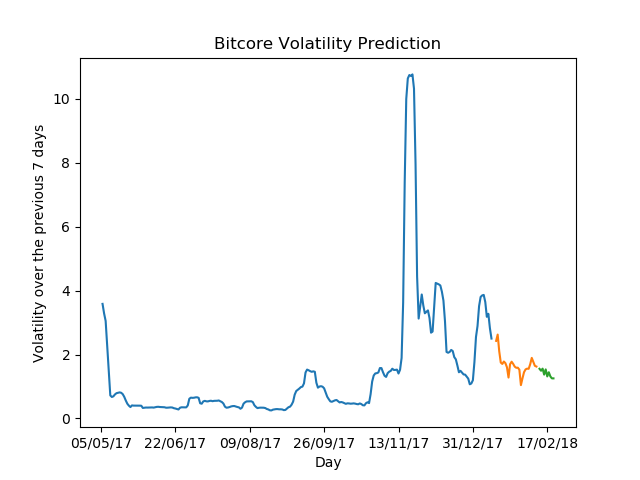 Bitcore Volatility Prediction
Volatility over the previous 7 days
10
8
6
4
2
0
05/05/17 22/06/17 09/08/17 26/09/17 13/11/17 31/12/17 17/02/18
Day